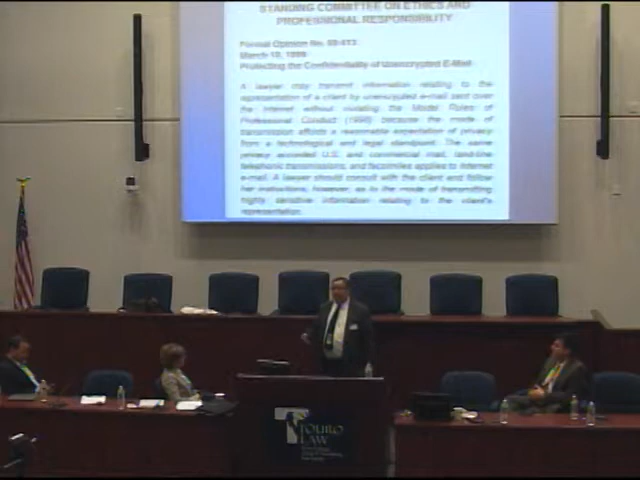 STANDING COMMITTEE ON ETHICS AND
PROFESSIONAL RESPONSIBILITY
Formal Opinion No. 99-413
March 10, 1999
Protecting the Confidentiality of Unencrypted E-Mail
A lawyer may transmit information relating to the
representation of a client by unencrypted e-mail sent over
the Internet without violating the Model Rules of
Professional Conduct (1998) because the mode of
transmission affords a reasonable expectation of privacy
from a technological and legal standpoint. The same
privacy accorded U.S. and commercial mail, land-line
telephonic transmissions, and facsimiles applies to Internet
e-mail. A lawyer should consult with the client and follow
her instructions, however, as to the mode of transmitting
highly sensitive information relating to the client's
representation.
TOURO
LAW